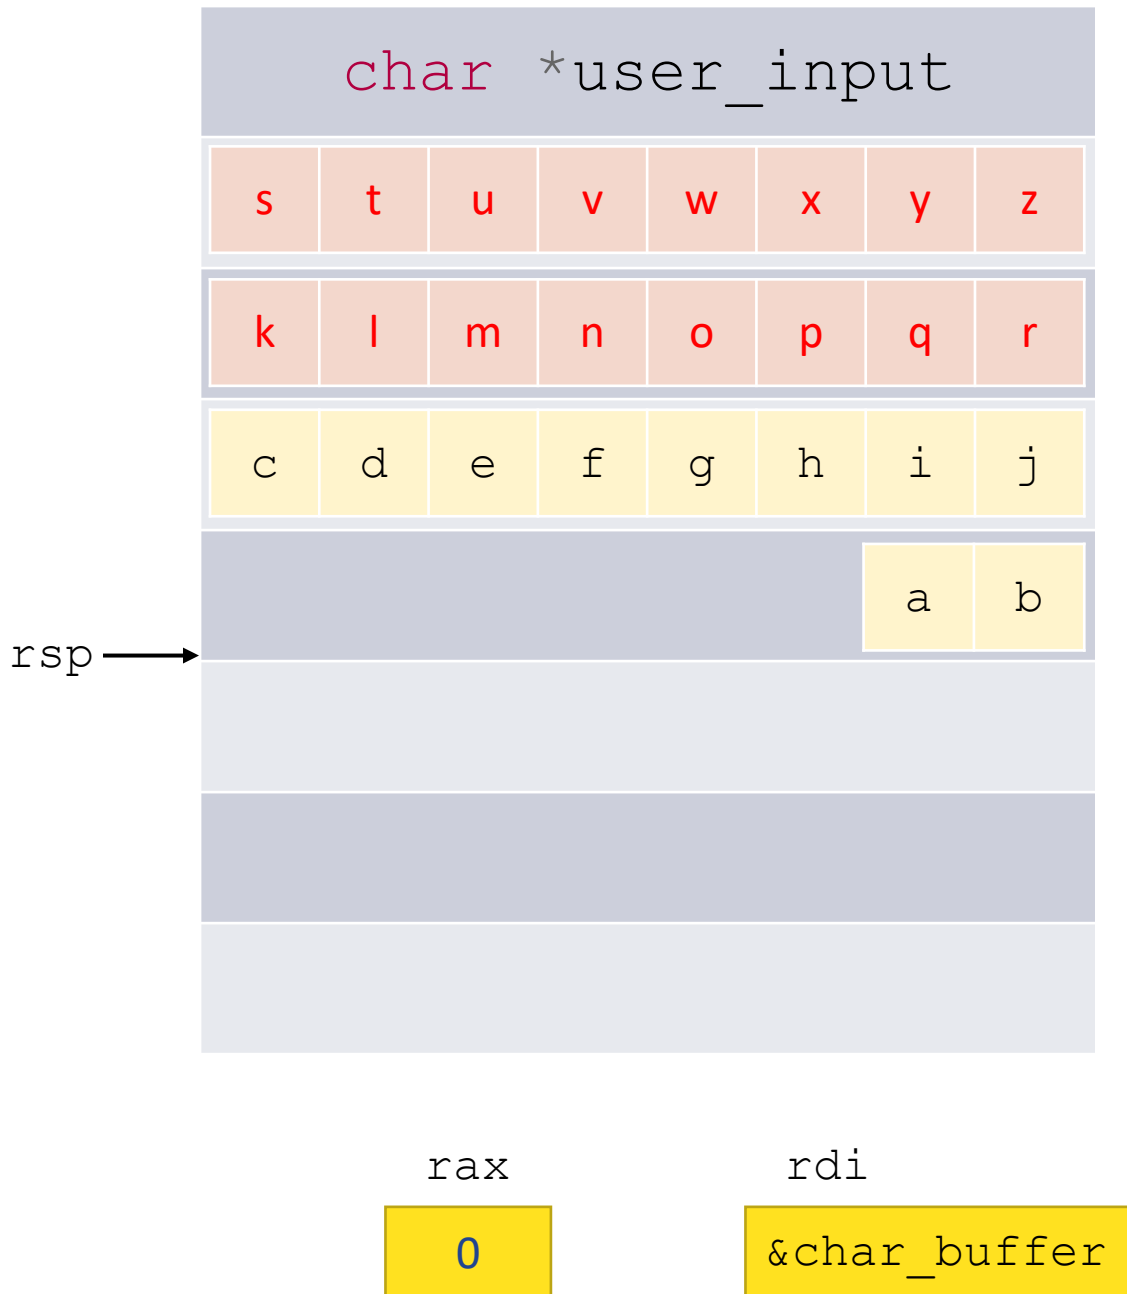 char *user_input
s t u v w x y z
k l m n o p q r
c d e f g h i j
a b
rsp
rax rdi
0 &char_buffer